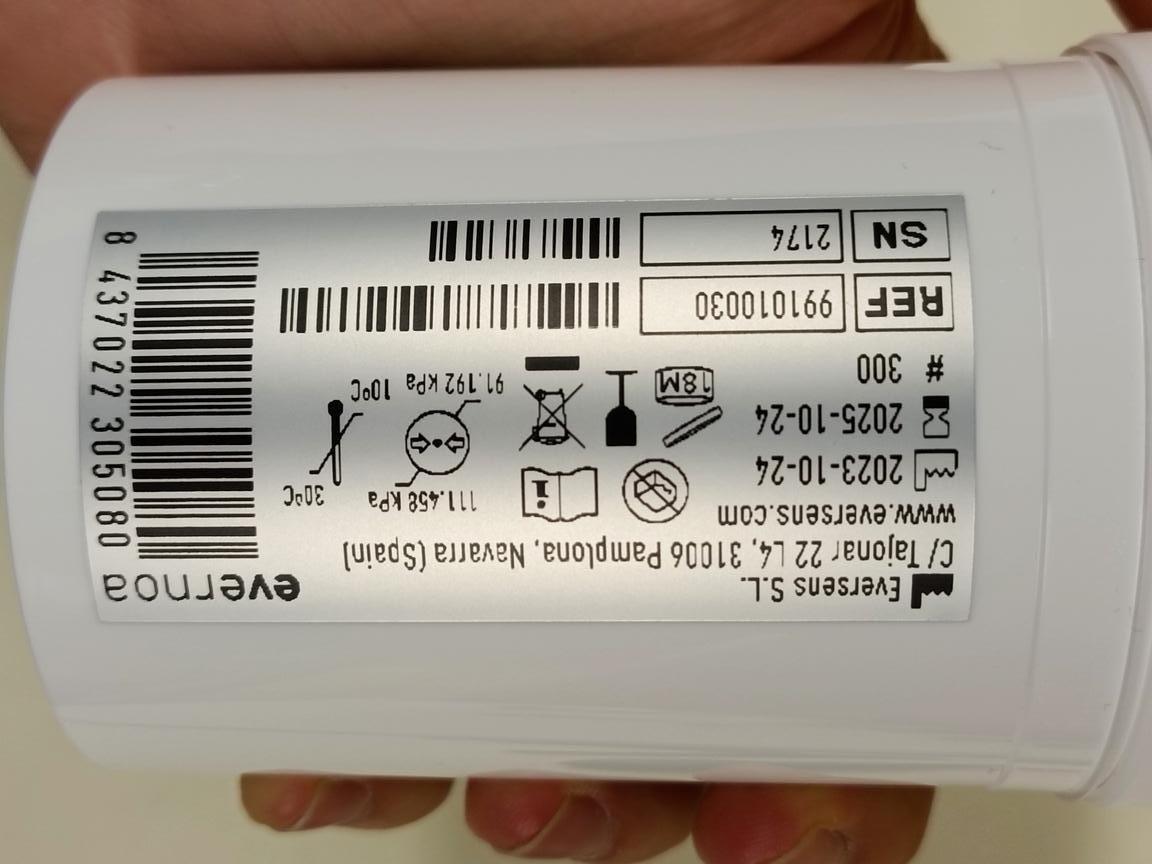 Eversens S.L.
evernoa
C/ Tajonar 22 L4, 31006 Pamplona, Navarra (Spain)
www.eversens.com
2023-10-24
2025-10-24
# 300
18M
111.458 kPa
91.192 kPa
30ºC
10ºC
REF 991010030
SN 2174
8 437022 305080